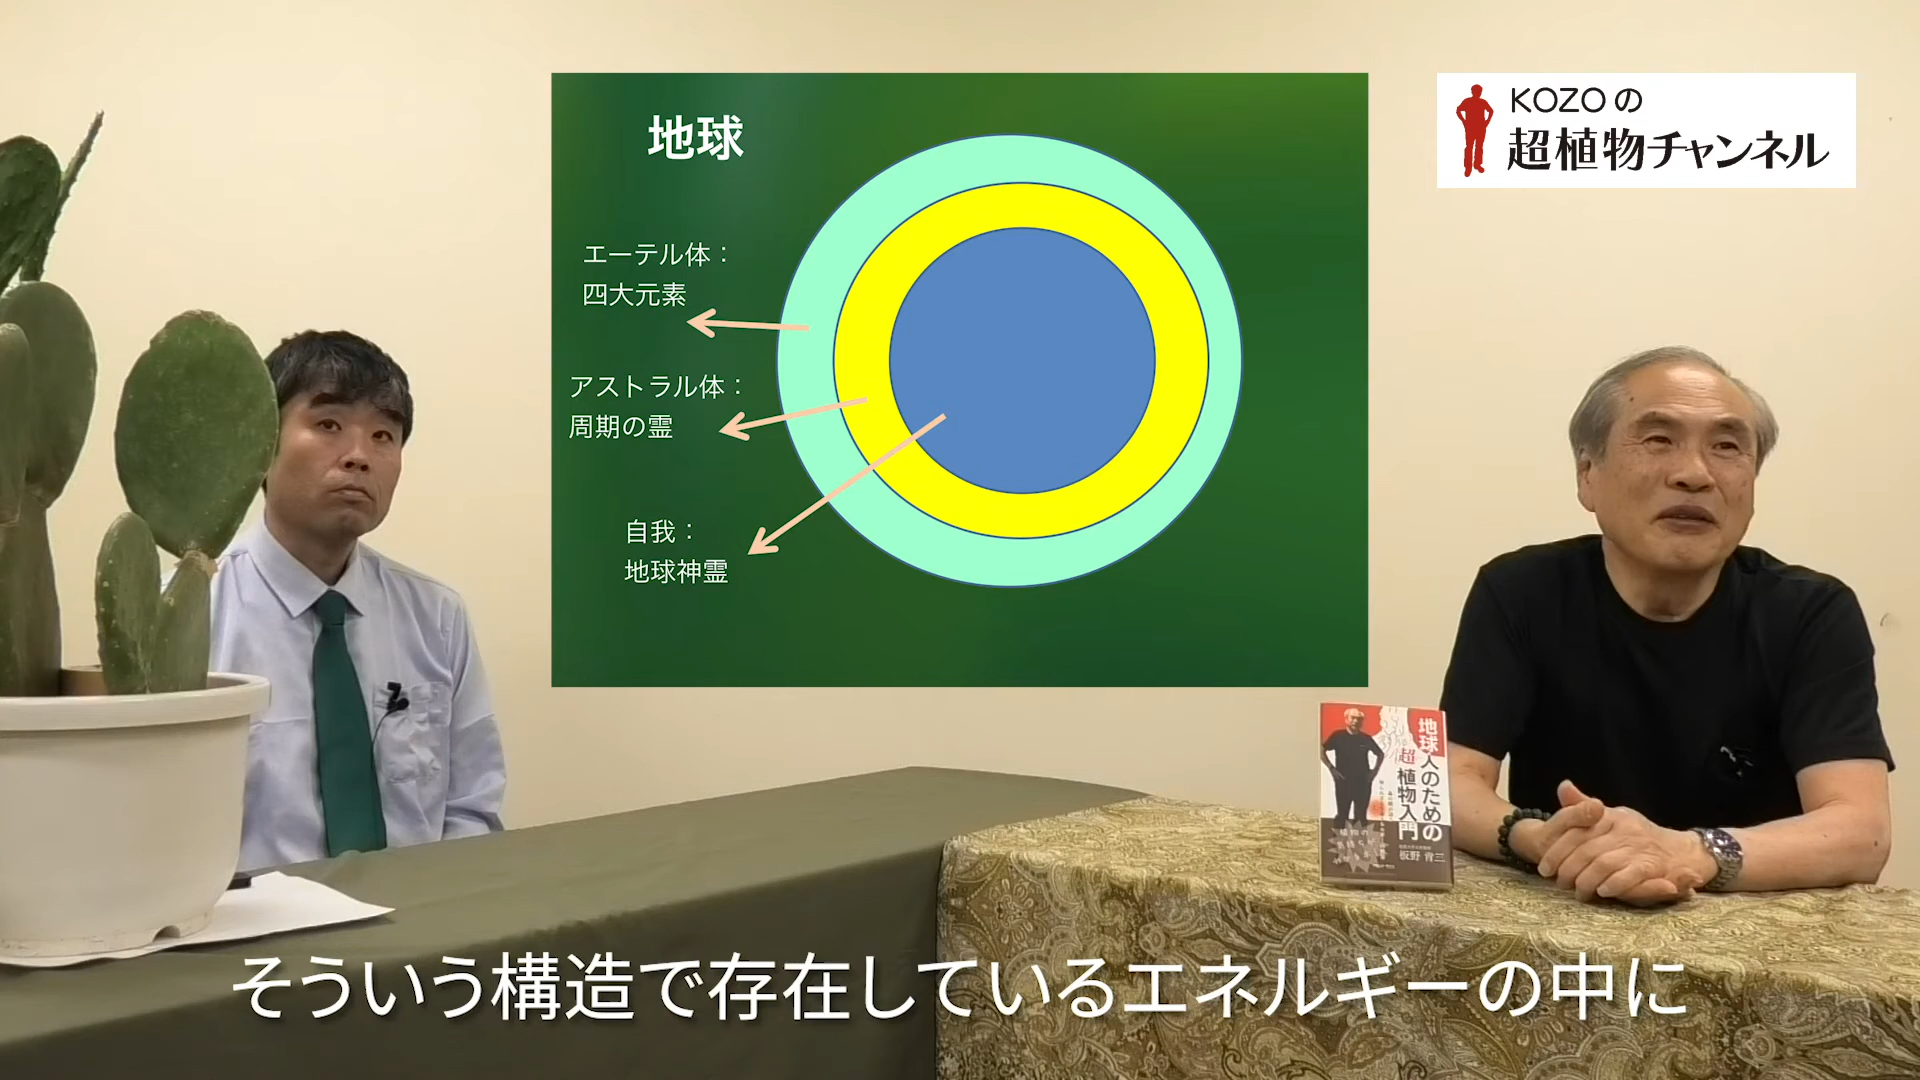 地球
エーテル体：
四大元素
アストラル体：
周期の霊
自我：
地球神霊
KOZOの
超植物チャンネル
地球人のための
超植物入門
板野 肯三
そういう構造で存在しているエネルギーの中に